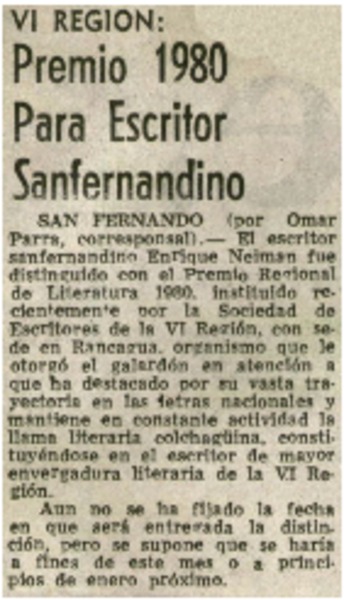 VI REGION:
Premio 1980
Para Escritor
Sanfernandino
SAN FERNANDO (por Omar
Parra, corresponsal).— El escritor
sanfernandino Enrique Neiman fue
distinguido con el Premio Regional
de Literatura 1980, instituido re-
cientemente por la Sociedad de
Escritores de la VI Región, con se-
de en Rancagua, organismo que le
otorgó el galardón en atención a
que ha destacado por su vasta tra-
yectoria en las letras nacionales y
mantiene en constante actividad la
llama literaria colchagüina, consti-
tuyéndose en el escritor de mayor
envergadura literaria de la VI Re-
gión.
Aun no se ha fijado la fecha
en que será entregada la distin-
ción, pero se supone que se haría
a fines de este mes o a princi-
pios de enero próximo.